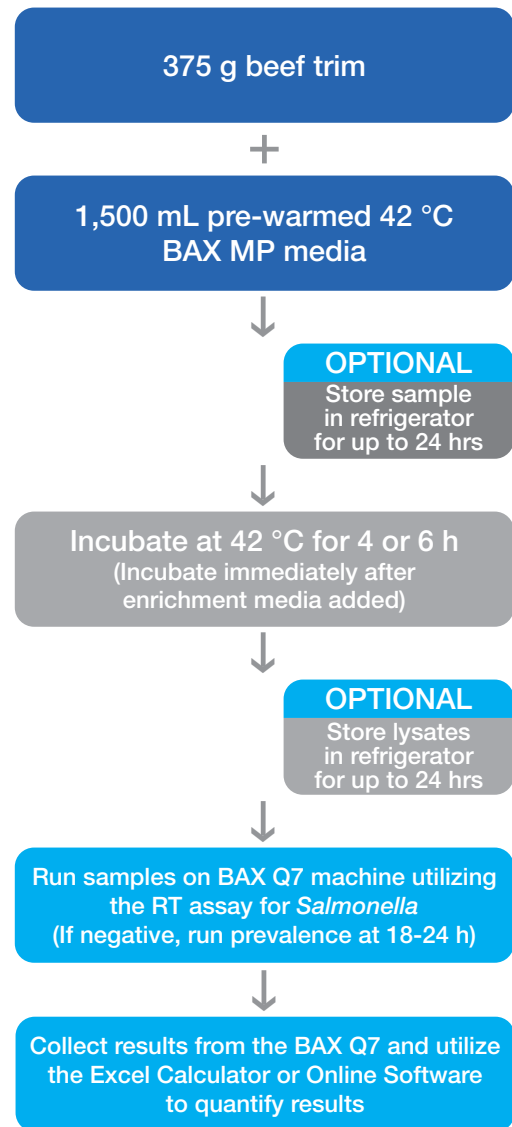 375 g beef trim
+
1,500 mL pre-warmed 42 °C
BAX MP media
OPTIONAL
Store sample
in refrigerator
for up to 24 hrs
Incubate at 42 °C for 4 or 6 h
(Incubate immediately after
enrichment media added)
OPTIONAL
Store lysates
in refrigerator
for up to 24 hrs
Run samples on BAX Q7 machine utilizing
the RT assay for Salmonella
(If negative, run prevalence at 18-24 h)
Collect results from the BAX Q7 and utilize
the Excel Calculator or Online Software
to quantify results